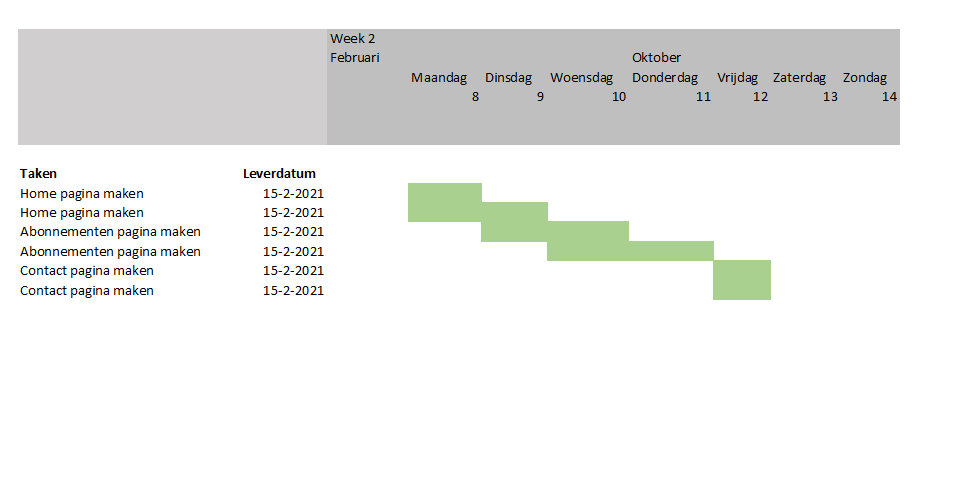 Week 2
Februari Oktober
Maandag Dinsdag Woensdag Donderdag Vrijdag Zaterdag Zondag
8 9 10 11 12 13 14
Taken Leverdatum
Home pagina maken 15-2-2021
Home pagina maken 15-2-2021
Abonnementen pagina maken 15-2-2021
Abonnementen pagina maken 15-2-2021
Contact pagina maken 15-2-2021
Contact pagina maken 15-2-2021